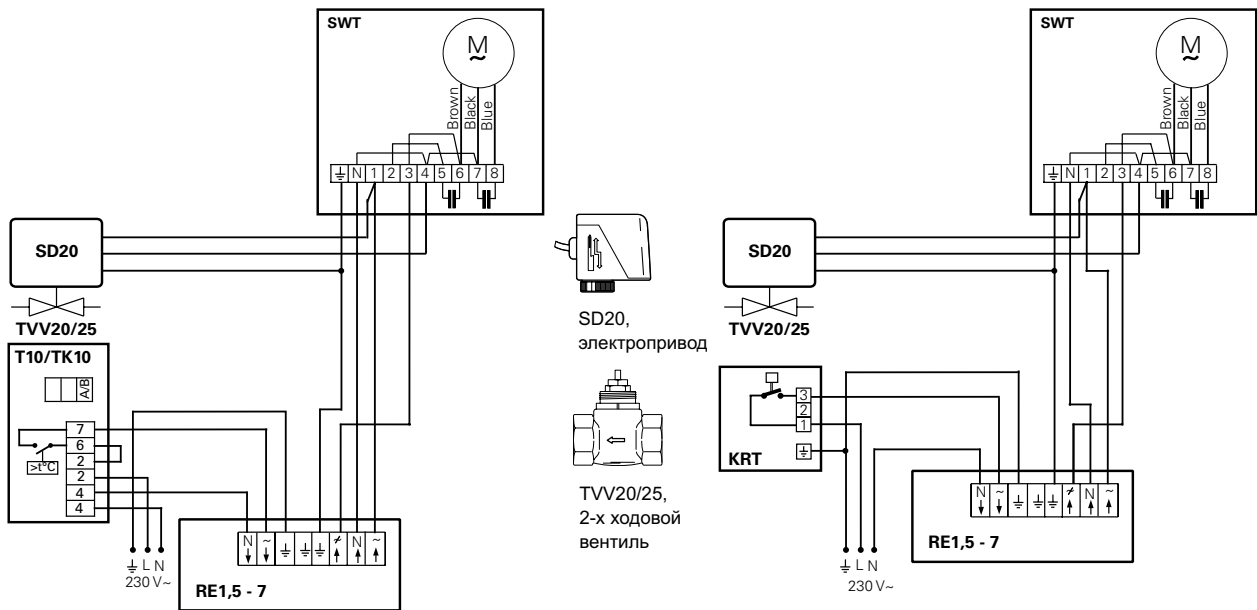 SWT
M
~
Brown
Black
Blue
⏚ N 1 2 3 4 5 6 7 8
SD20
TVV20/25
T10/TK10
A/B
7
6
2
2
4
4
>t°C
⏚ L N
230 V~
N ~ ⏚ ⏚ ⏚ ≁ N ~
RE1,5 - 7
SD20,
электропривод
TVV20/25,
2-х ходовой
вентиль
SWT
M
~
Brown
Black
Blue
⏚ N 1 2 3 4 5 6 7 8
SD20
TVV20/25
3
2
1
⏚
KRT
⏚ L N
230 V~
N ~ ⏚ ⏚ ⏚ ≁ N ~
RE1,5 - 7